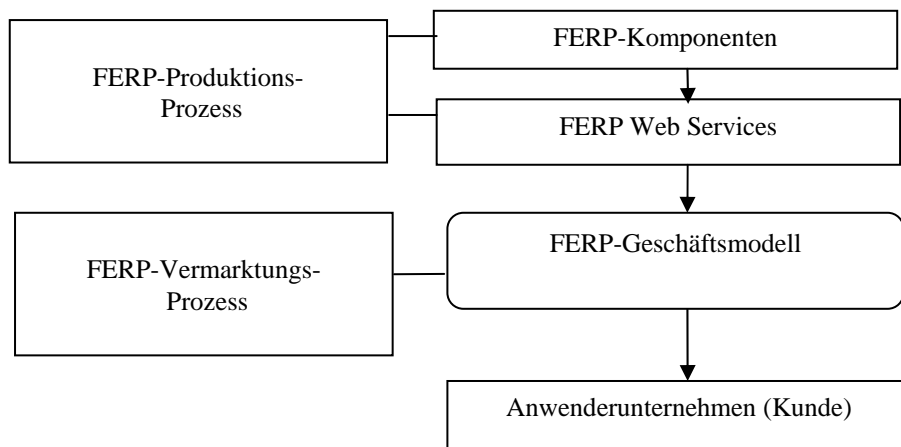 FERP-Komponenten
FERP-Produktions-
Prozess
FERP Web Services
FERP-Geschäftsmodell
FERP-Vermarktungs-
Prozess
Anwenderunternehmen (Kunde)